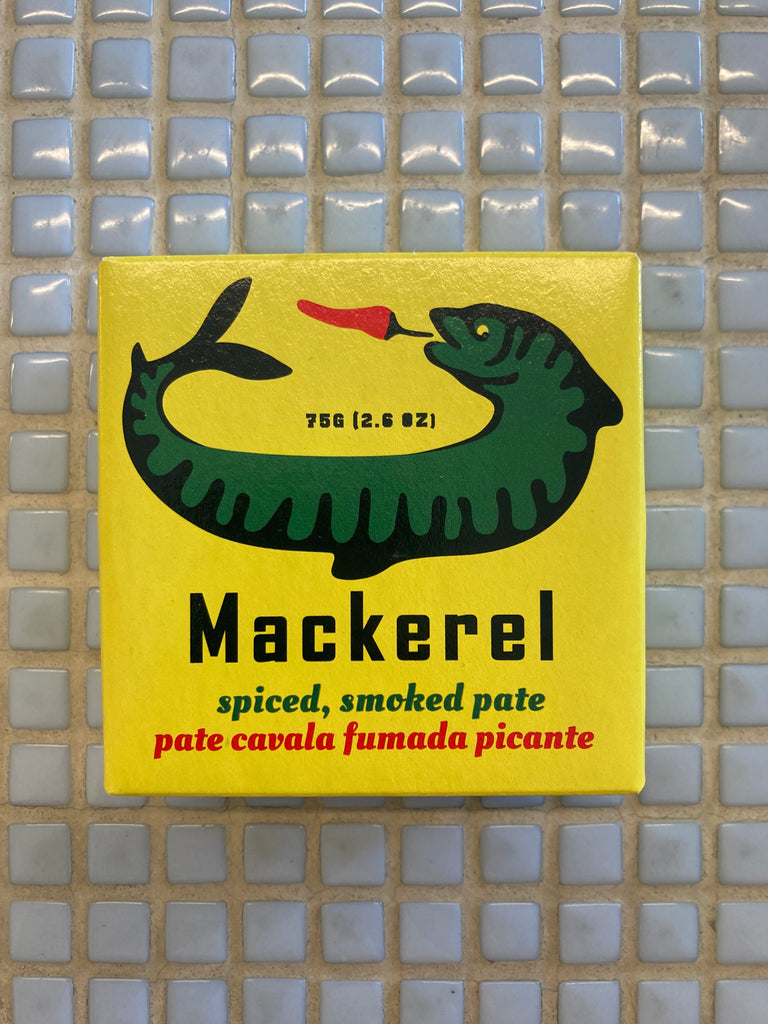 75G (2.6 OZ)
Mackerel
spiced, smoked pate
pate cavala fumada picante